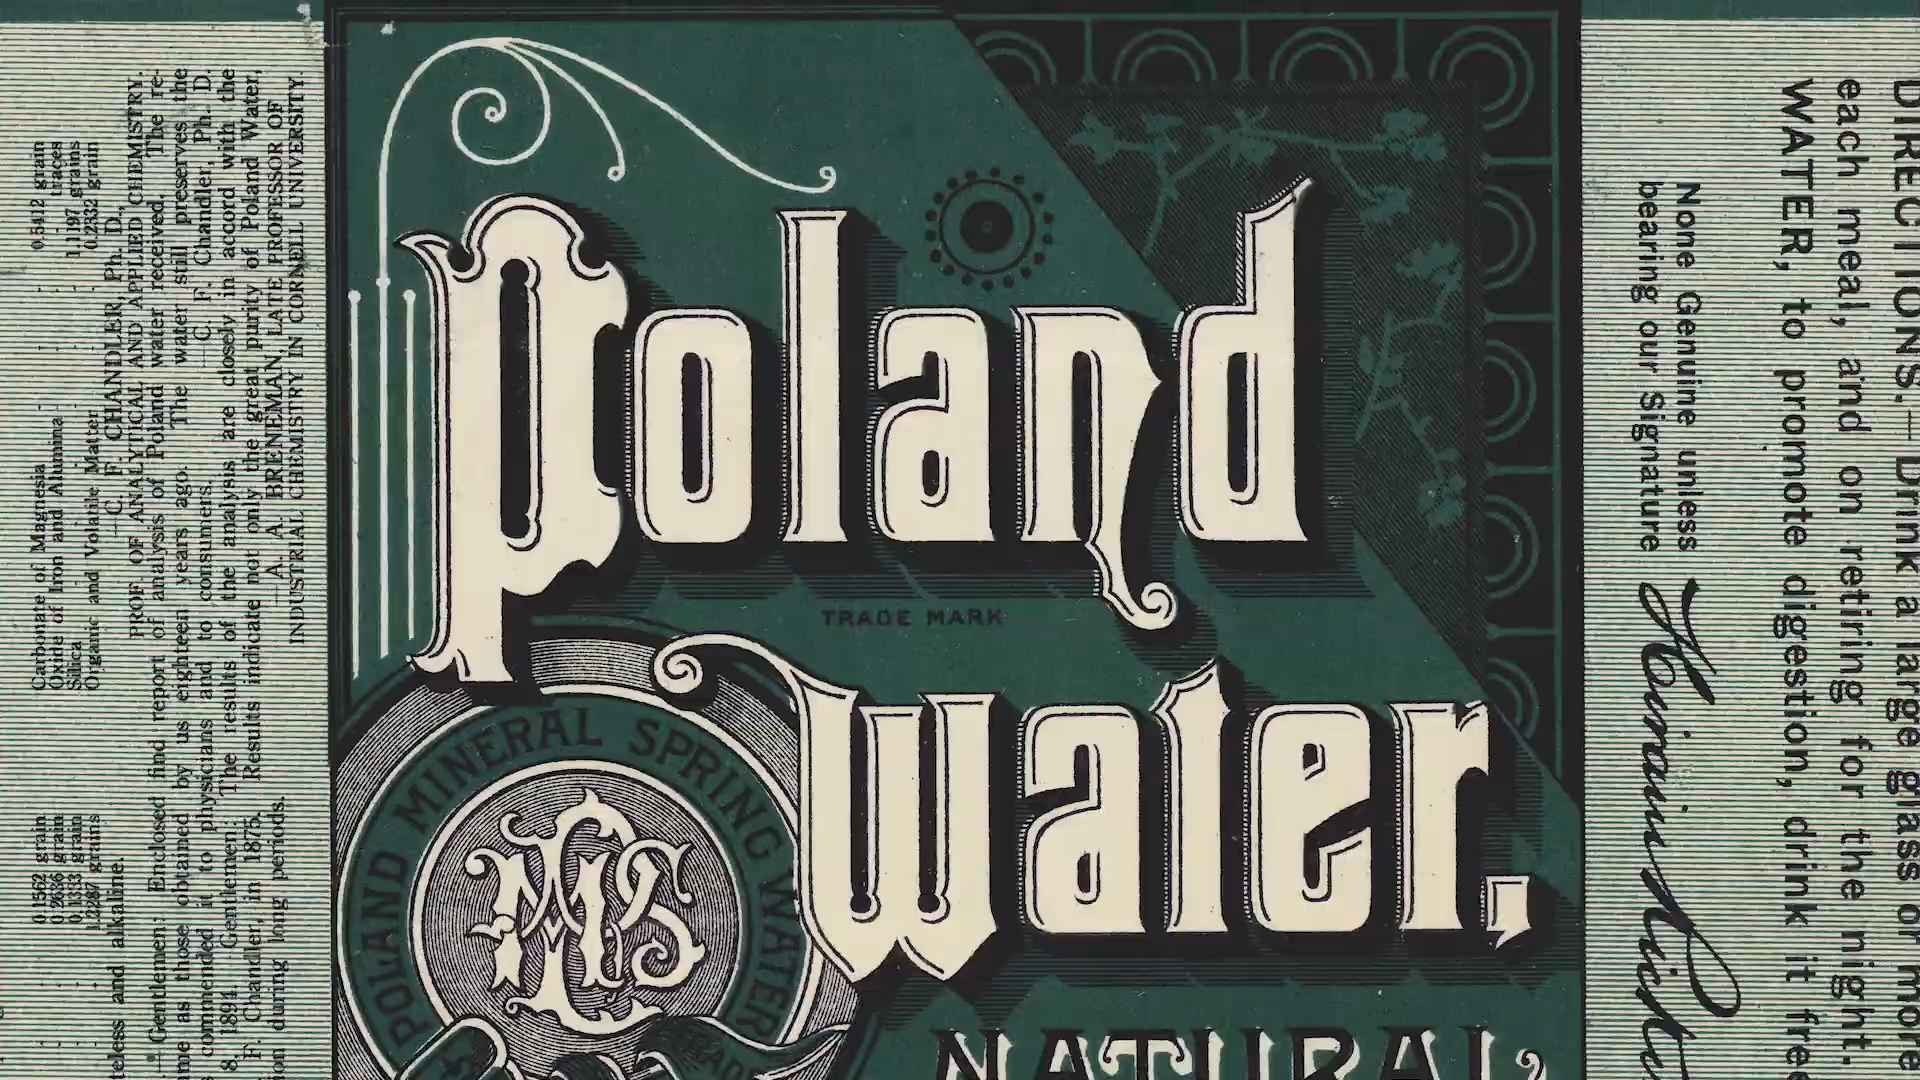 0.5412 grain
traces
1.1197 grains
0.2332 grain
Carbonate of Magnesia
Oxide of Iron and Alumina
Silica
Organic and Volatile Matter
0.1562 grain
0.2636 grain
0.1313 grain
1.2287 grains
teless and alkaline.
—C. F. CHANDLER, Ph. D.,
PROF. OF ANALYTICAL AND APPLIED CHEMISTRY.
Gentlemen: Enclosed find report of analysis of Poland water received. The re-
me as those obtained by us eighteen years ago. The water still preserves the
commended it to physicians and to consumers. —C. F. Chandler, Ph. D.
8, 1894. Gentlemen: The results of the analysis are closely in accord with the
F. Chandler, in 1875. Results indicate not only the great purity of Poland Water,
ion during long periods. —A. A. BRENEMAN, LATE PROFESSOR OF
INDUSTRIAL CHEMISTRY IN CORNELL UNIVERSITY.
Poland
TRADE MARK
Water.
POLAND MINERAL SPRING WATER
NATURAL
DIRECTIONS.—Drink a large glass or more
each meal, and on retiring for the night.
WATER, to promote digestion, drink it free
None Genuine unless
bearing our Signature